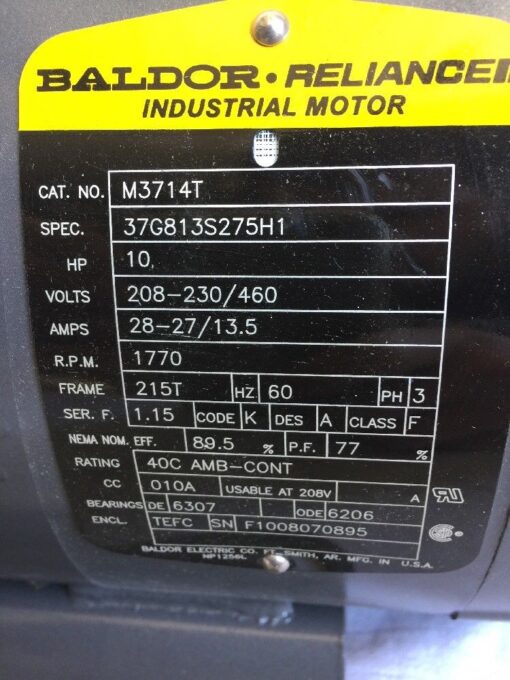 BALDOR • RELIANCE
INDUSTRIAL MOTOR
CAT. NO. M3714T
SPEC. 37G813S275H1
HP 10.
VOLTS 208-230/460
AMPS 28-27/13.5
R.P.M. 1770
FRAME 215T HZ 60 PH 3
SER. F. 1.15 CODE K DES A CLASS F
NEMA NOM. EFF. 89.5 % P.F. 77 %
RATING 40C AMB-CONT
CC 010A USABLE AT 208V A
BEARINGS DE 6307 ODE 6206
ENCL. TEFC SN F1008070895
BALDOR ELECTRIC CO. FT. SMITH, AR. MFG. IN U.S.A.
NP1256L